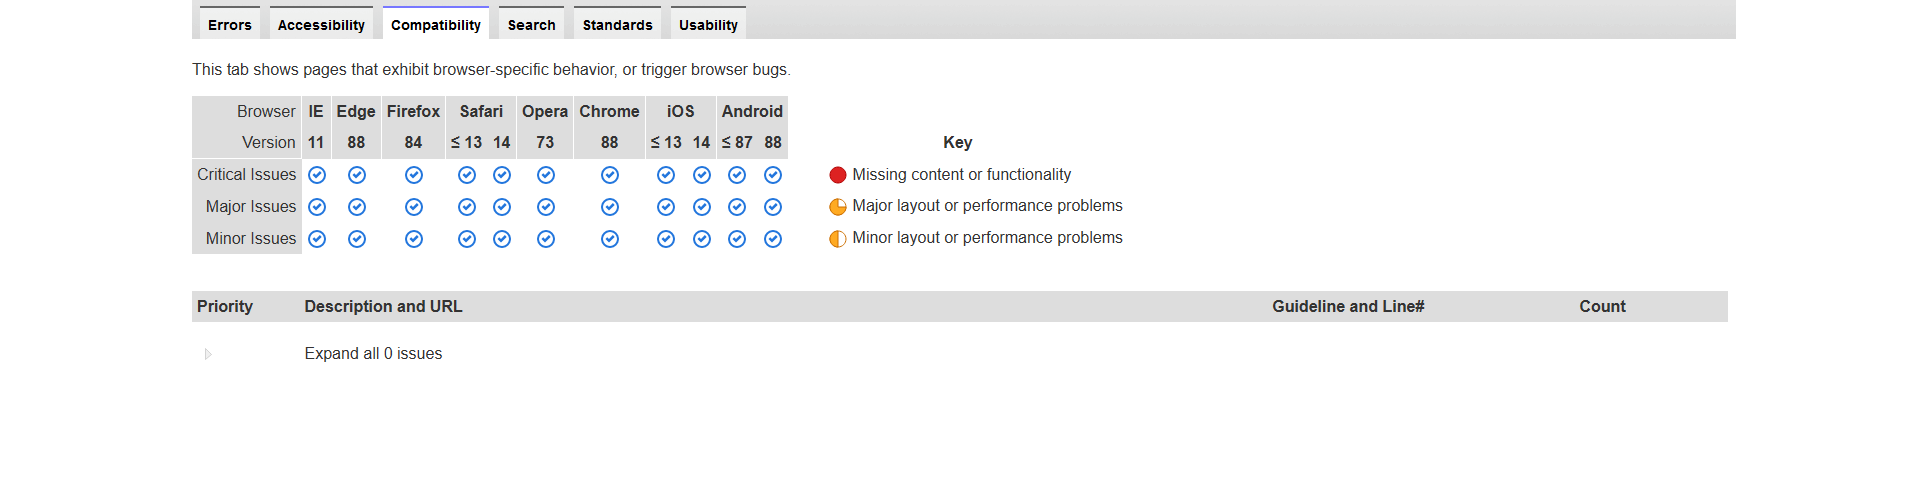 Errors Accessibility Compatibility Search Standards Usability
This tab shows pages that exhibit browser-specific behavior, or trigger browser bugs.
Browser IE Edge Firefox Safari Opera Chrome iOS Android
Version 11 88 84 ≤ 13 14 73 88 ≤ 13 14 ≤ 87 88 Key
Critical Issues Missing content or functionality
Major Issues Major layout or performance problems
Minor Issues Minor layout or performance problems
Priority Description and URL Guideline and Line# Count
Expand all 0 issues